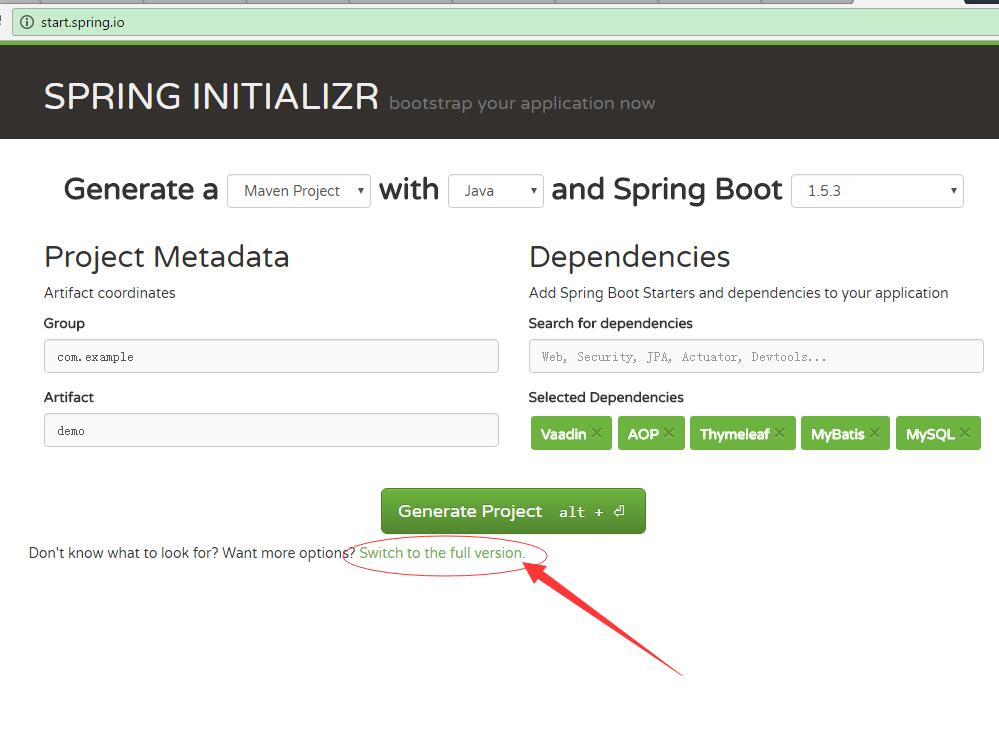 start.spring.io
SPRING INITIALIZR bootstrap your application now
Generate a Maven Project with Java and Spring Boot 1.5.3
Project Metadata
Artifact coordinates
Group
com.example
Artifact
demo
Dependencies
Add Spring Boot Starters and dependencies to your application
Search for dependencies
Web, Security, JPA, Actuator, Devtools...
Selected Dependencies
Vaadin × AOP × Thymeleaf × MyBatis × MySQL ×
Generate Project alt + ⏎
Don't know what to look for? Want more options? Switch to the full version.